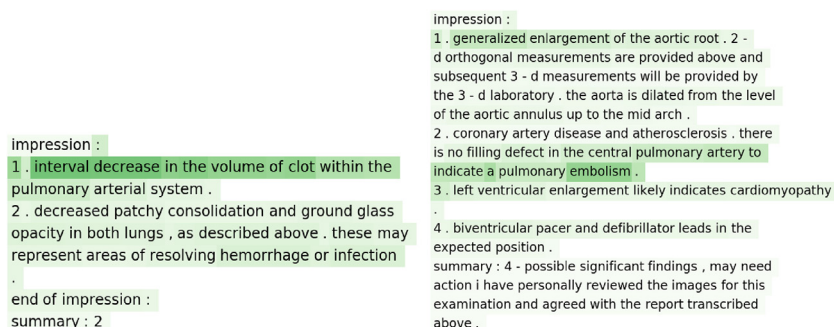 impression :
1 . interval decrease in the volume of clot within the
pulmonary arterial system .
2 . decreased patchy consolidation and ground glass
opacity in both lungs , as described above . these may
represent areas of resolving hemorrhage or infection
.
end of impression :
summary : 2
impression :
1 . generalized enlargement of the aortic root . 2 -
d orthogonal measurements are provided above and
subsequent 3 - d measurements will be provided by
the 3 - d laboratory . the aorta is dilated from the level
of the aortic annulus up to the mid arch .
2 . coronary artery disease and atherosclerosis . there
is no filling defect in the central pulmonary artery to
indicate a pulmonary embolism .
3 . left ventricular enlargement likely indicates cardiomyopathy
.
4 . biventricular pacer and defibrillator leads in the
expected position .
summary : 4 - possible significant findings , may need
action i have personally reviewed the images for this
examination and agreed with the report transcribed
above .